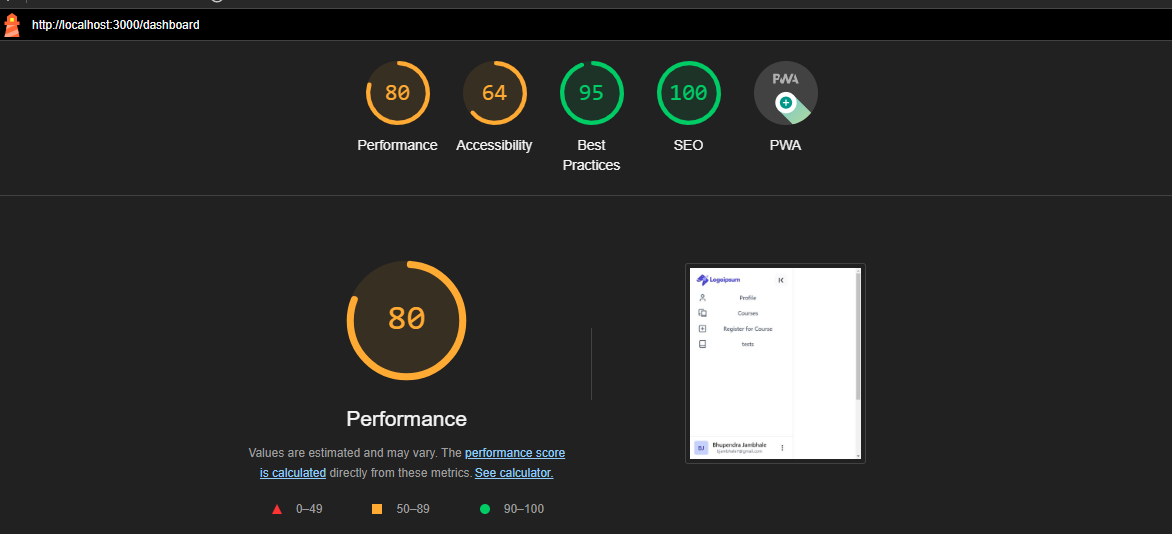 http://localhost:3000/dashboard
80
64
95
100
PWA
Performance
Accessibility
Best
Practices
SEO
PWA
80
Performance
Values are estimated and may vary. The performance score
is calculated directly from these metrics. See calculator.
0–49
50–89
90–100
Logoipsum
Profile
Courses
Register for Course
tests
BJ
Bhupendra Jambhale